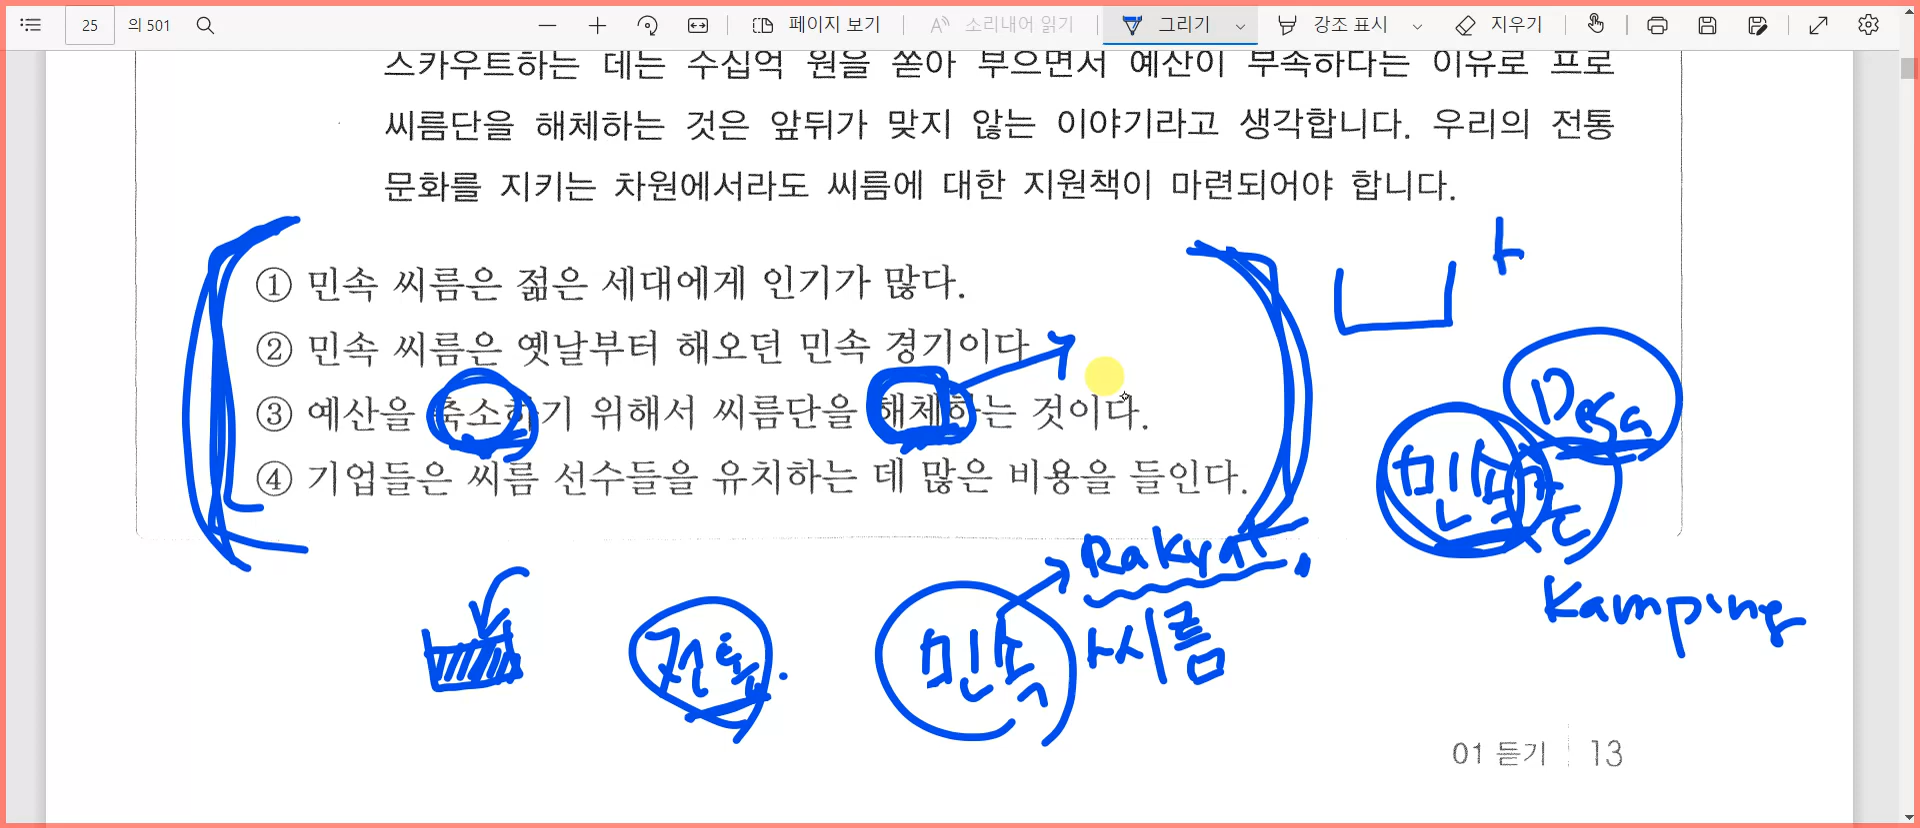 25 의 501 페이지 보기 소리내어 읽기 그리기 강조 표시 지우기
스카우트하는 데는 수십억 원을 쏟아 부으면서 예산이 부족하다는 이유로 프로
씨름단을 해체하는 것은 앞뒤가 맞지 않는 이야기라고 생각합니다. 우리의 전통
문화를 지키는 차원에서라도 씨름에 대한 지원책이 마련되어야 합니다.
① 민속 씨름은 젊은 세대에게 인기가 많다.
② 민속 씨름은 옛날부터 해오던 민속 경기이다
③ 예산을 축소하기 위해서 씨름단을 해체하는 것이다.
④ 기업들은 씨름 선수들을 유치하는 데 많은 비용을 들인다.
Desa
민속촌
Rakyat
Kamping
전통
민속 씨름
01 듣기 13